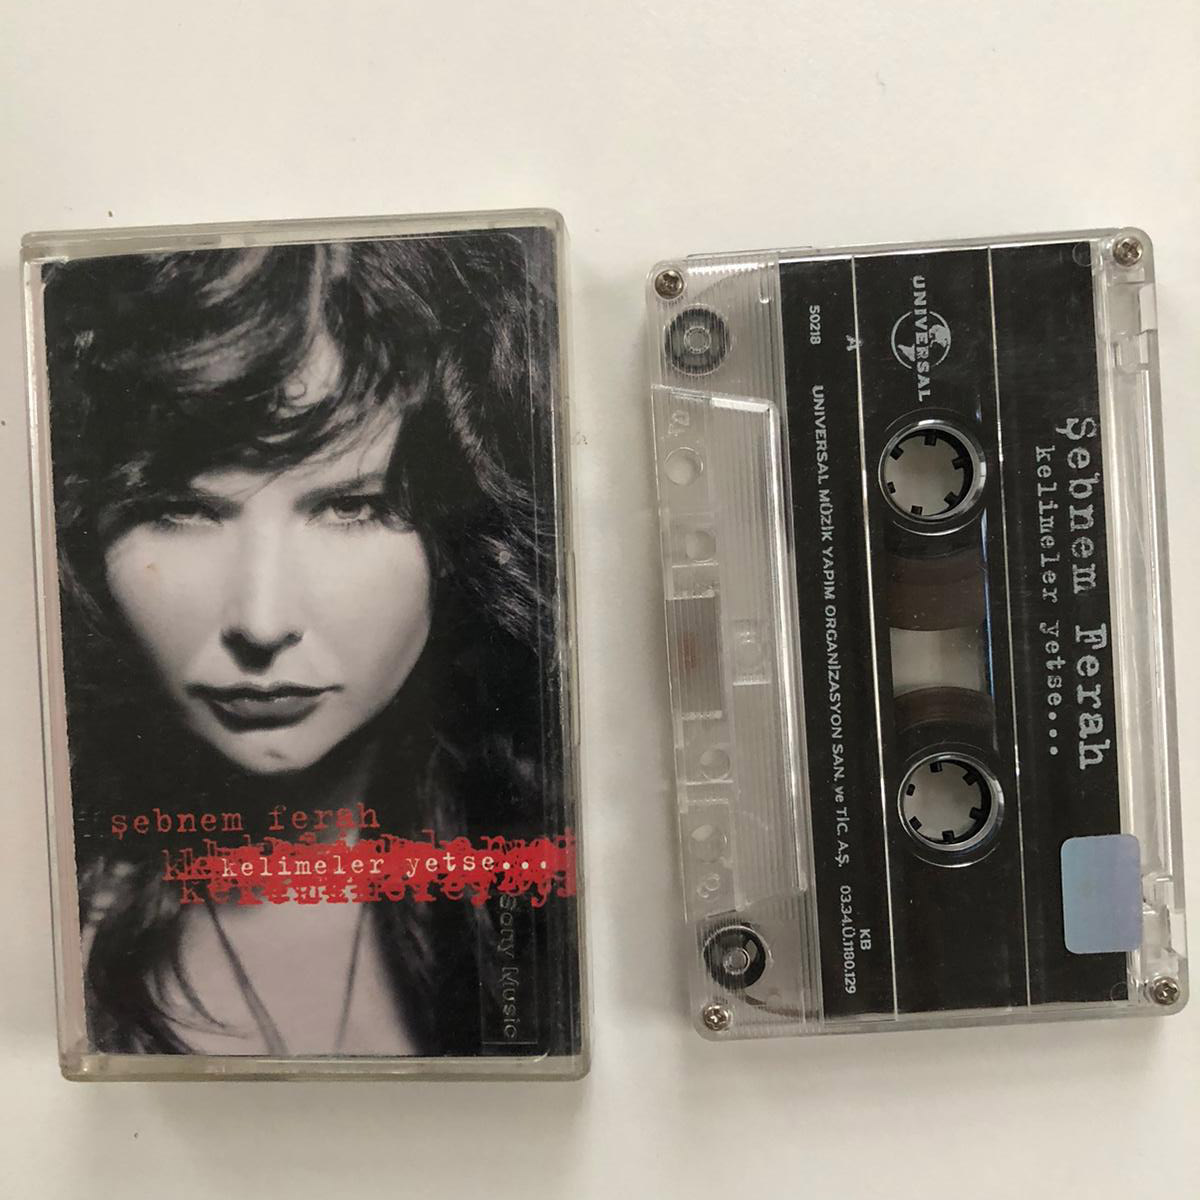 şebnem ferah
kelimeler yetse...
Sony Music
UNIVERSAL
Şebnem Ferah
kelimeler yetse...
A
50218
UNIVERSAL MÜZİK YAPIM ORGANİZASYON SAN. ve TİC. A.Ş.
KB
03.34.Ü.1180.129